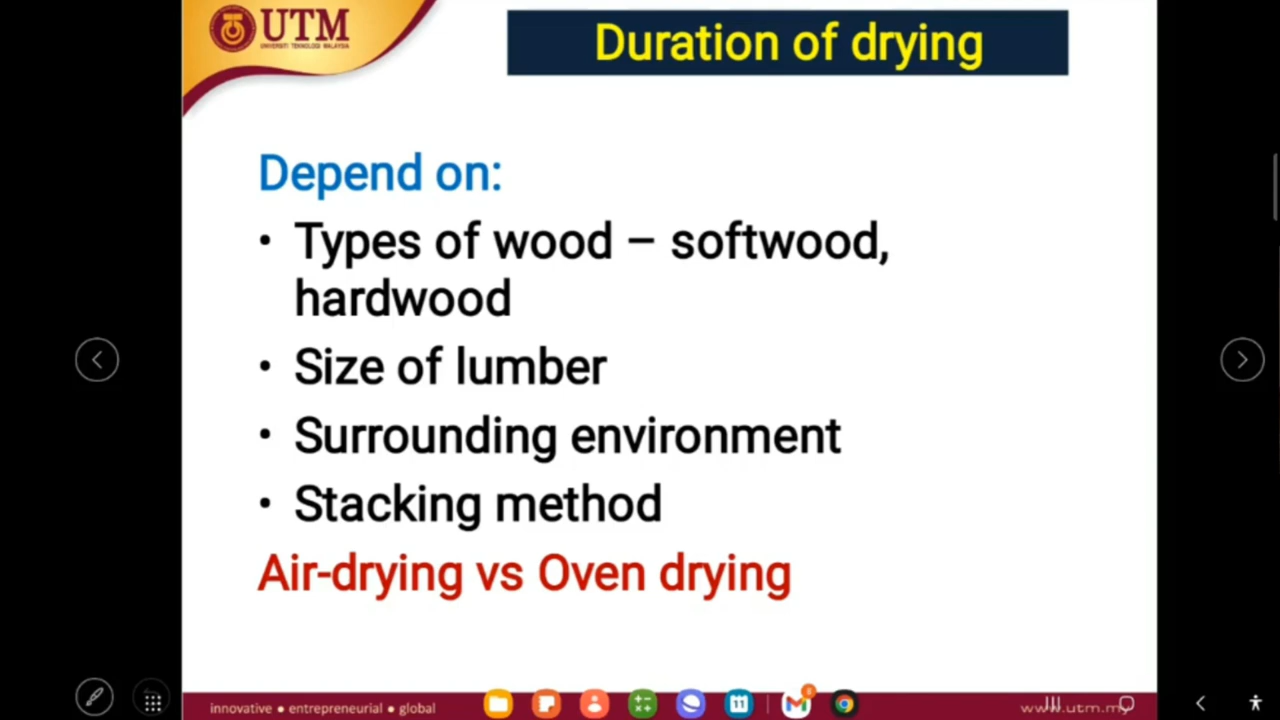 UTM
UNIVERSITI TEKNOLOGI MALAYSIA
Duration of drying
Depend on:
• Types of wood – softwood,
hardwood
• Size of lumber
• Surrounding environment
• Stacking method
Air-drying vs Oven drying
innovative ● entrepreneurial ● global
11
www.utm.my